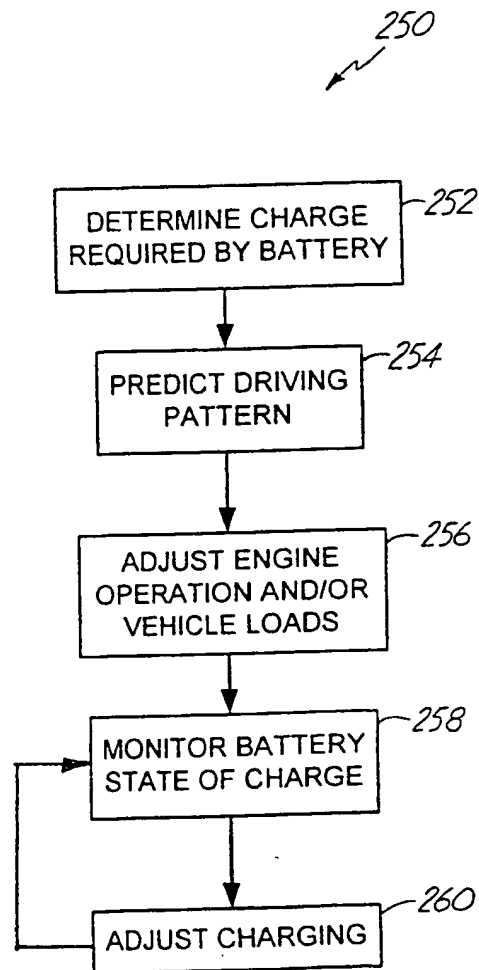 250
DETERMINE CHARGE
REQUIRED BY BATTERY
252
PREDICT DRIVING
PATTERN
254
ADJUST ENGINE
OPERATION AND/OR
VEHICLE LOADS
256
MONITOR BATTERY
STATE OF CHARGE
258
ADJUST CHARGING
260